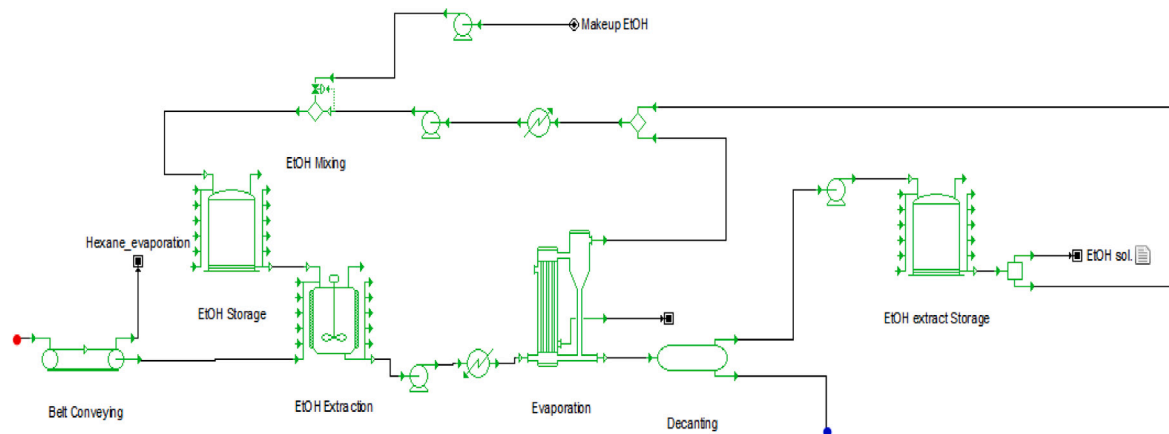 Makeup EtOH
EtOH Mixing
Hexane_evaporation
EtOH sol.
EtOH Storage
EtOH extract Storage
Belt Conveying
EtOH Extraction
Evaporation
Decanting